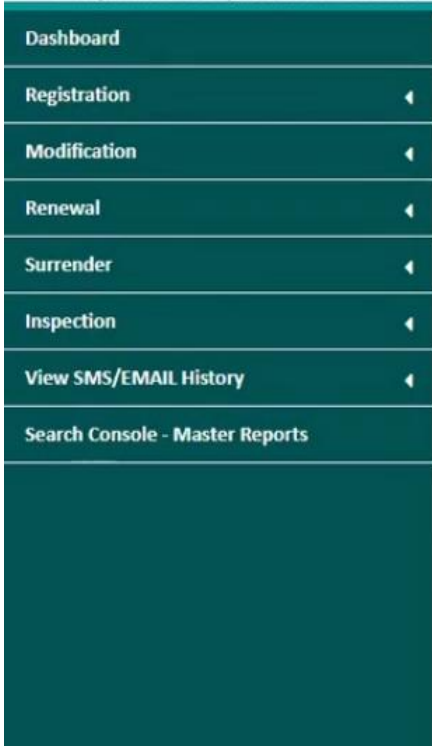 Dashboard
Registration
Modification
Renewal
Surrender
Inspection
View SMS/EMAIL History
Search Console - Master Reports